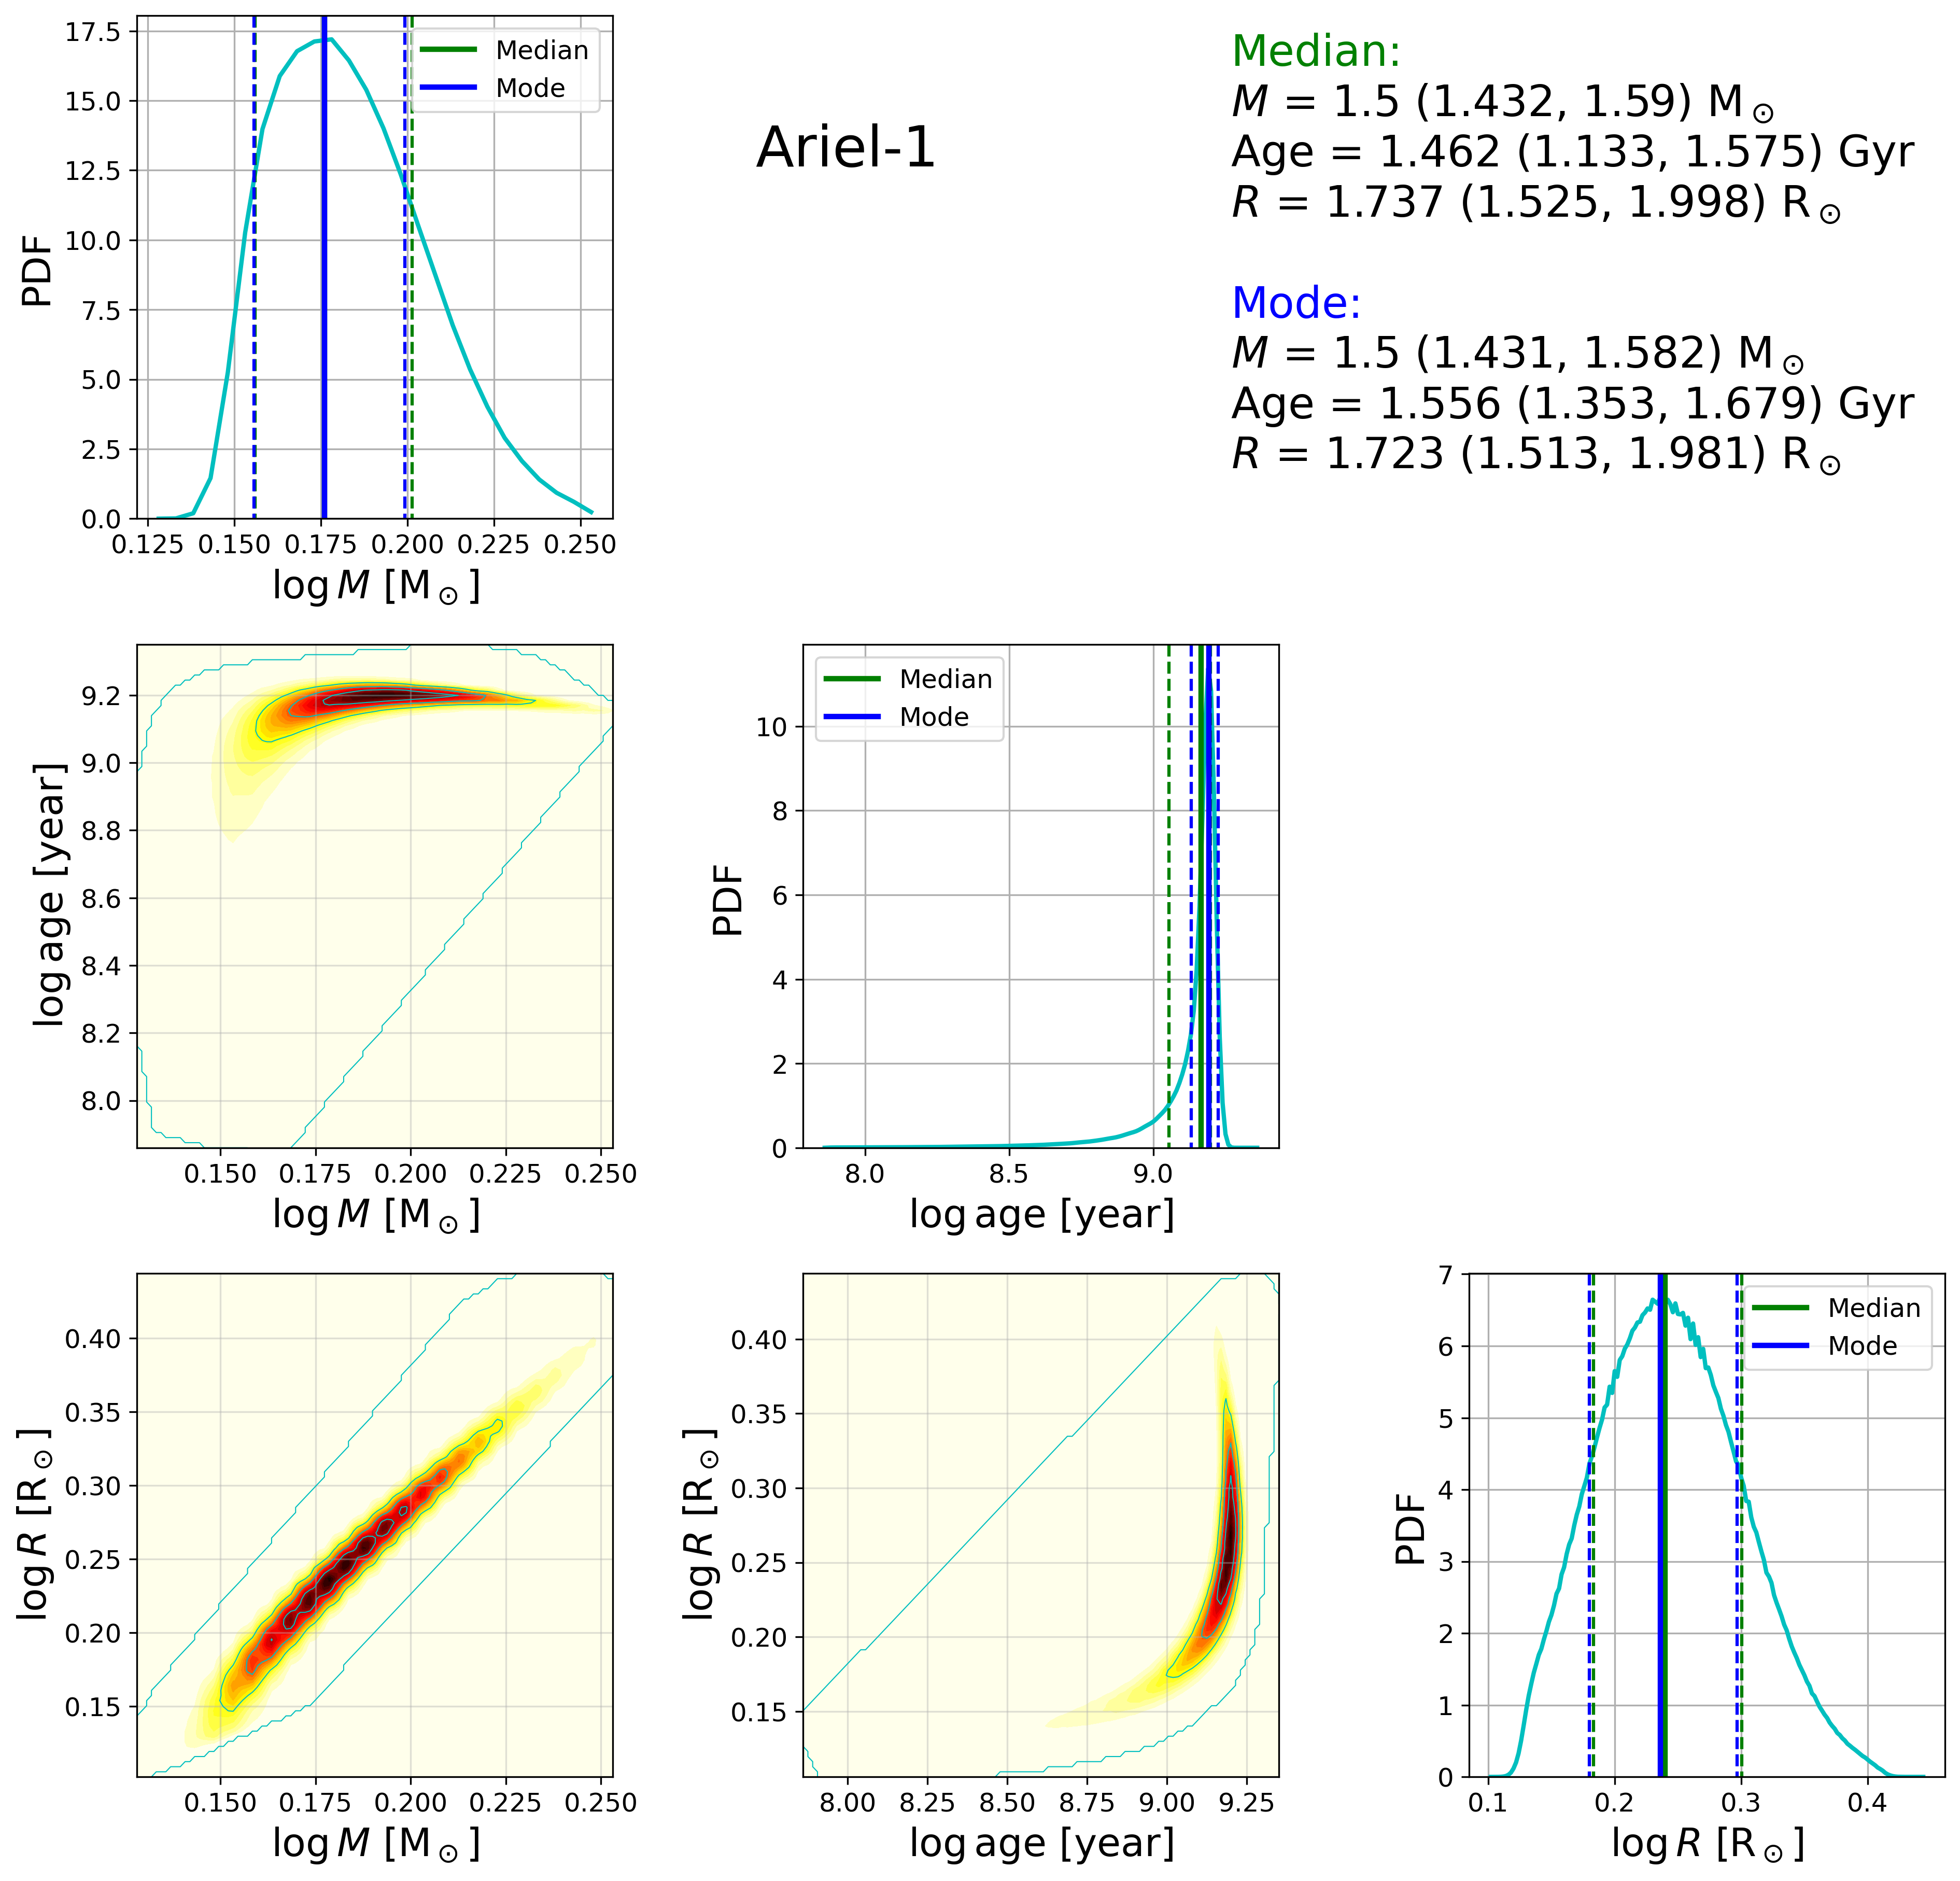 Ariel-1
Median:
M = 1.5 (1.432, 1.59) M⊙
Age = 1.462 (1.133, 1.575) Gyr
R = 1.737 (1.525, 1.998) R⊙
Mode:
M = 1.5 (1.431, 1.582) M⊙
Age = 1.556 (1.353, 1.679) Gyr
R = 1.723 (1.513, 1.981) R⊙
PDF
17.5
15.0
12.5
10.0
7.5
5.0
2.5
0.0
Median
Mode
0.125 0.150 0.175 0.200 0.225 0.250
log M [M⊙]
log age [year]
9.2
9.0
8.8
8.6
8.4
8.2
8.0
0.150 0.175 0.200 0.225 0.250
log M [M⊙]
PDF
10
8
6
4
2
0
Median
Mode
8.0 8.5 9.0
log age [year]
log R [R⊙]
0.40
0.35
0.30
0.25
0.20
0.15
0.150 0.175 0.200 0.225 0.250
log M [M⊙]
log R [R⊙]
0.40
0.35
0.30
0.25
0.20
0.15
8.00 8.25 8.50 8.75 9.00 9.25
log age [year]
PDF
7
6
5
4
3
2
1
0
Median
Mode
0.1 0.2 0.3 0.4
log R [R⊙]